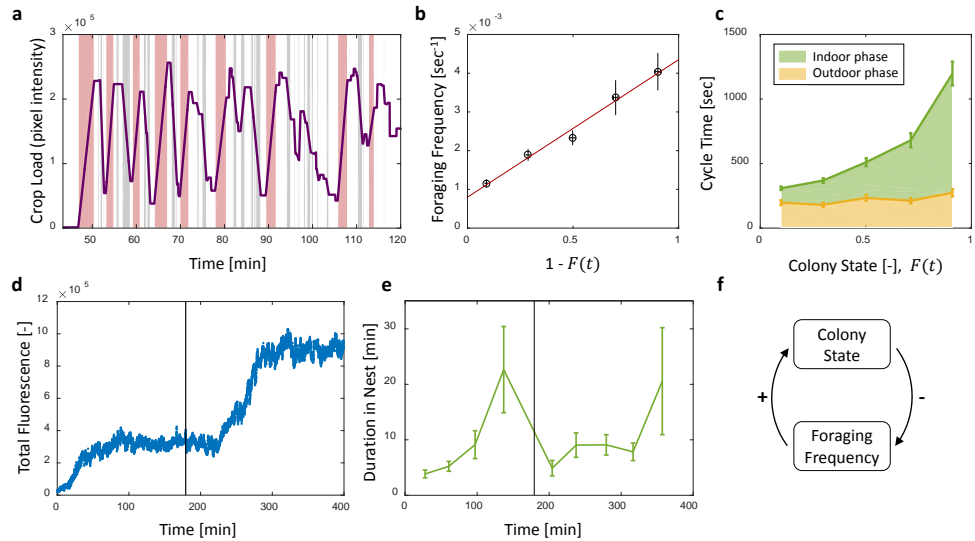 a
× 10 5
Crop Load (pixel intensity)
3
2
1
0
50 60 70 80 90 100 110 120
Time [min]
b
× 10 -3
Foraging Frequency [sec-1]
5
4
3
2
1
0
0 0.5 1
1 - F(t)
c
Cycle Time [sec]
1500
1000
500
0
Indoor phase
Outdoor phase
0 0.5 1
Colony State [-], F(t)
d
× 10 5
Total Fluorescence [-]
12
10
8
6
4
2
0
0 100 200 300 400
Time [min]
e
Duration in Nest [min]
30
20
10
0
0 100 200 300 400
Time [min]
f
Colony
State
+ -
Foraging
Frequency